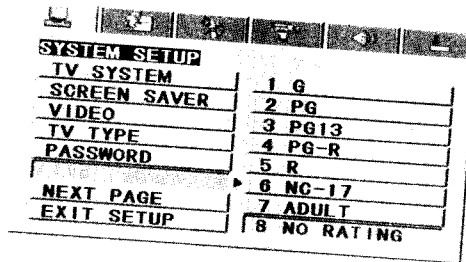 SYSTEM SETUP
TV SYSTEM
SCREEN SAVER
VIDEO
TV TYPE
PASSWORD
NEXT PAGE
EXIT SETUP
1 G
2 PG
3 PG13
4 PG-R
5 R
6 NC-17
7 ADULT
8 NO RATING